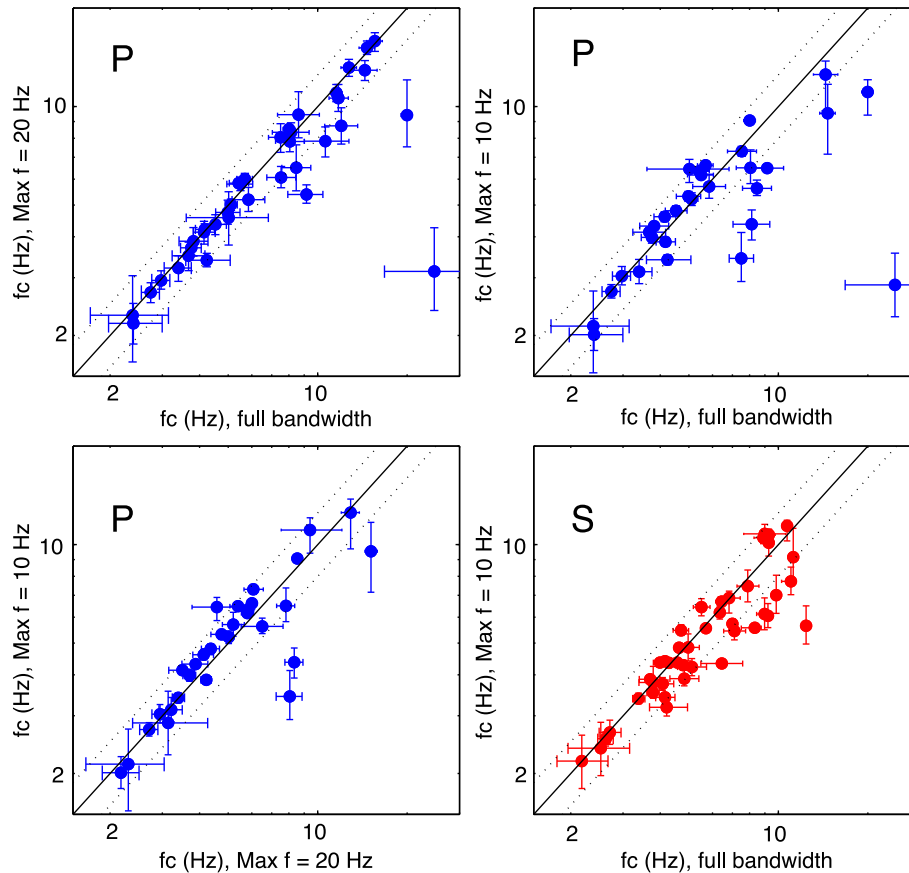 P
fc (Hz), Max f = 20 Hz
10
2
2
10
fc (Hz), full bandwidth
P
fc (Hz), Max f = 10 Hz
10
2
2
10
fc (Hz), full bandwidth
P
fc (Hz), Max f = 10 Hz
10
2
2
10
fc (Hz), Max f = 20 Hz
S
fc (Hz), Max f = 10 Hz
10
2
2
10
fc (Hz), full bandwidth